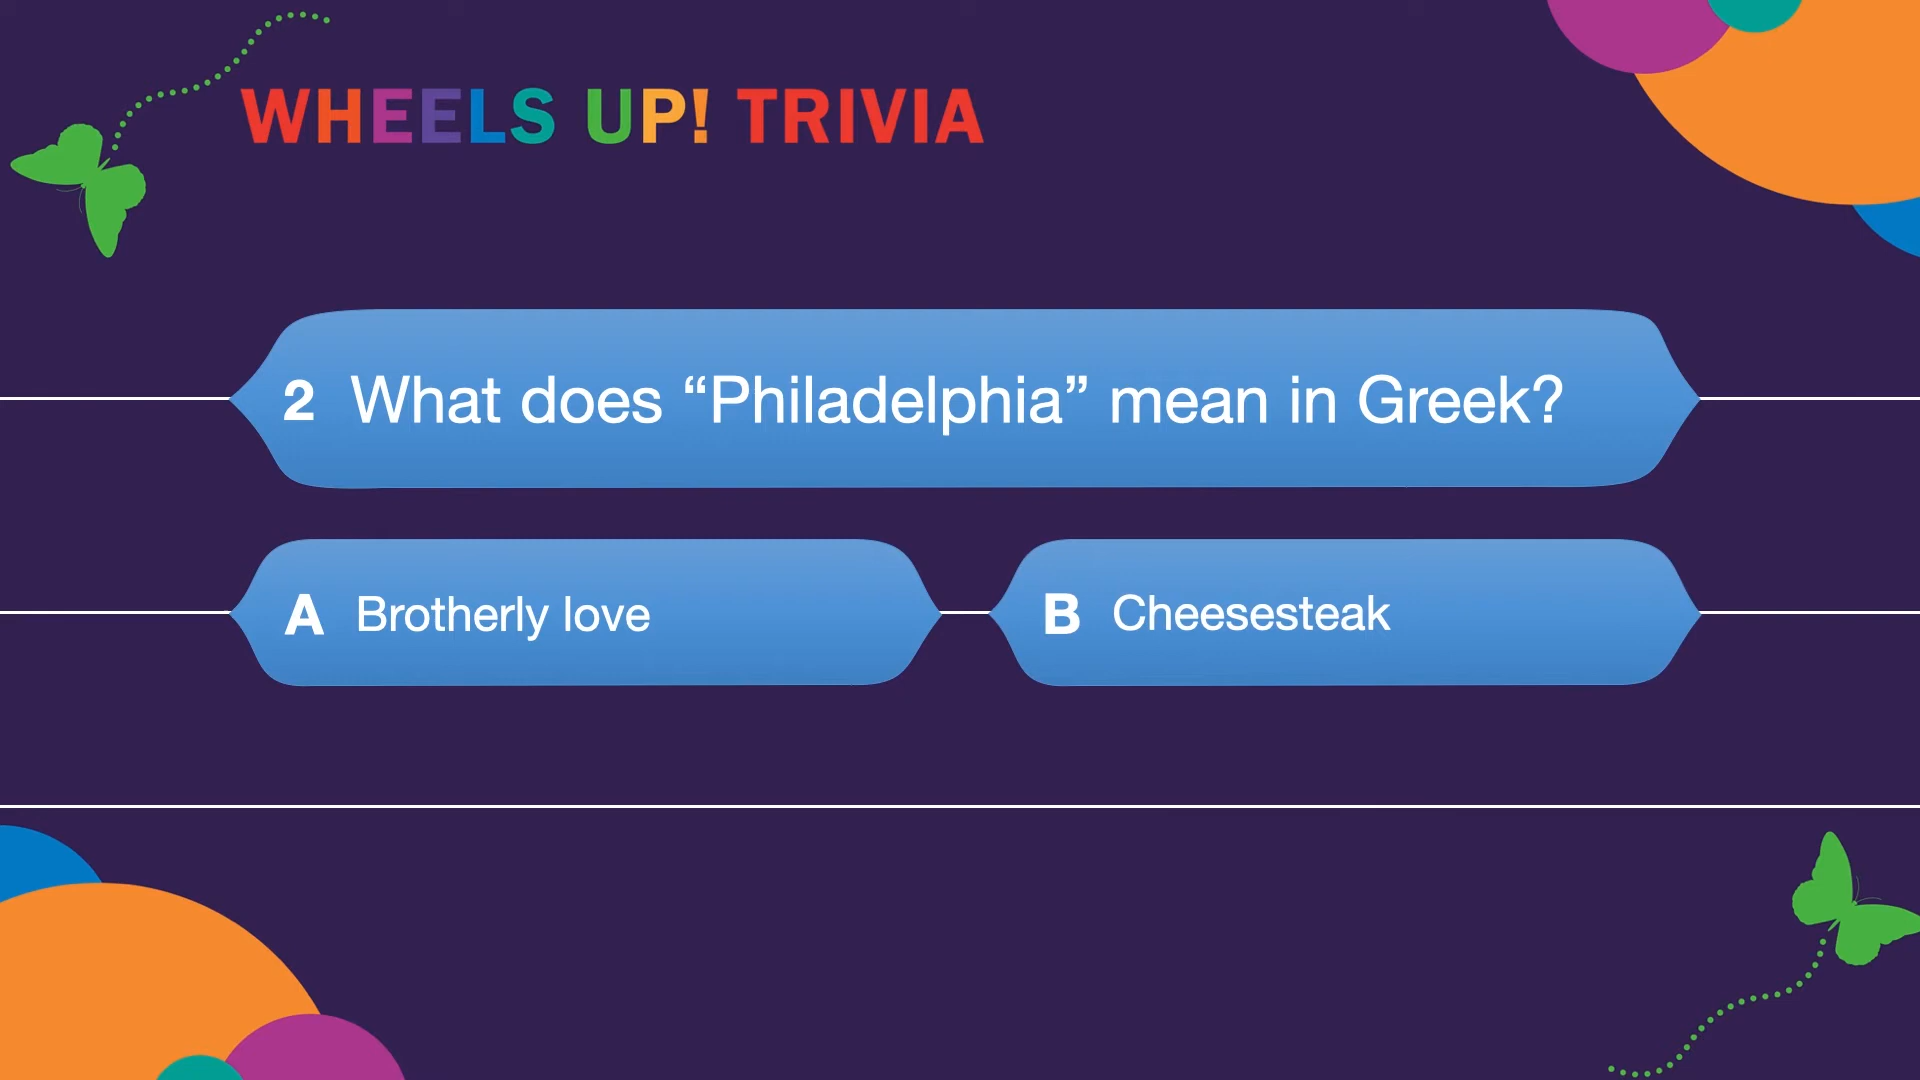 WHEELS UP! TRIVIA
2 What does “Philadelphia” mean in Greek?
A Brotherly love
B Cheesesteak